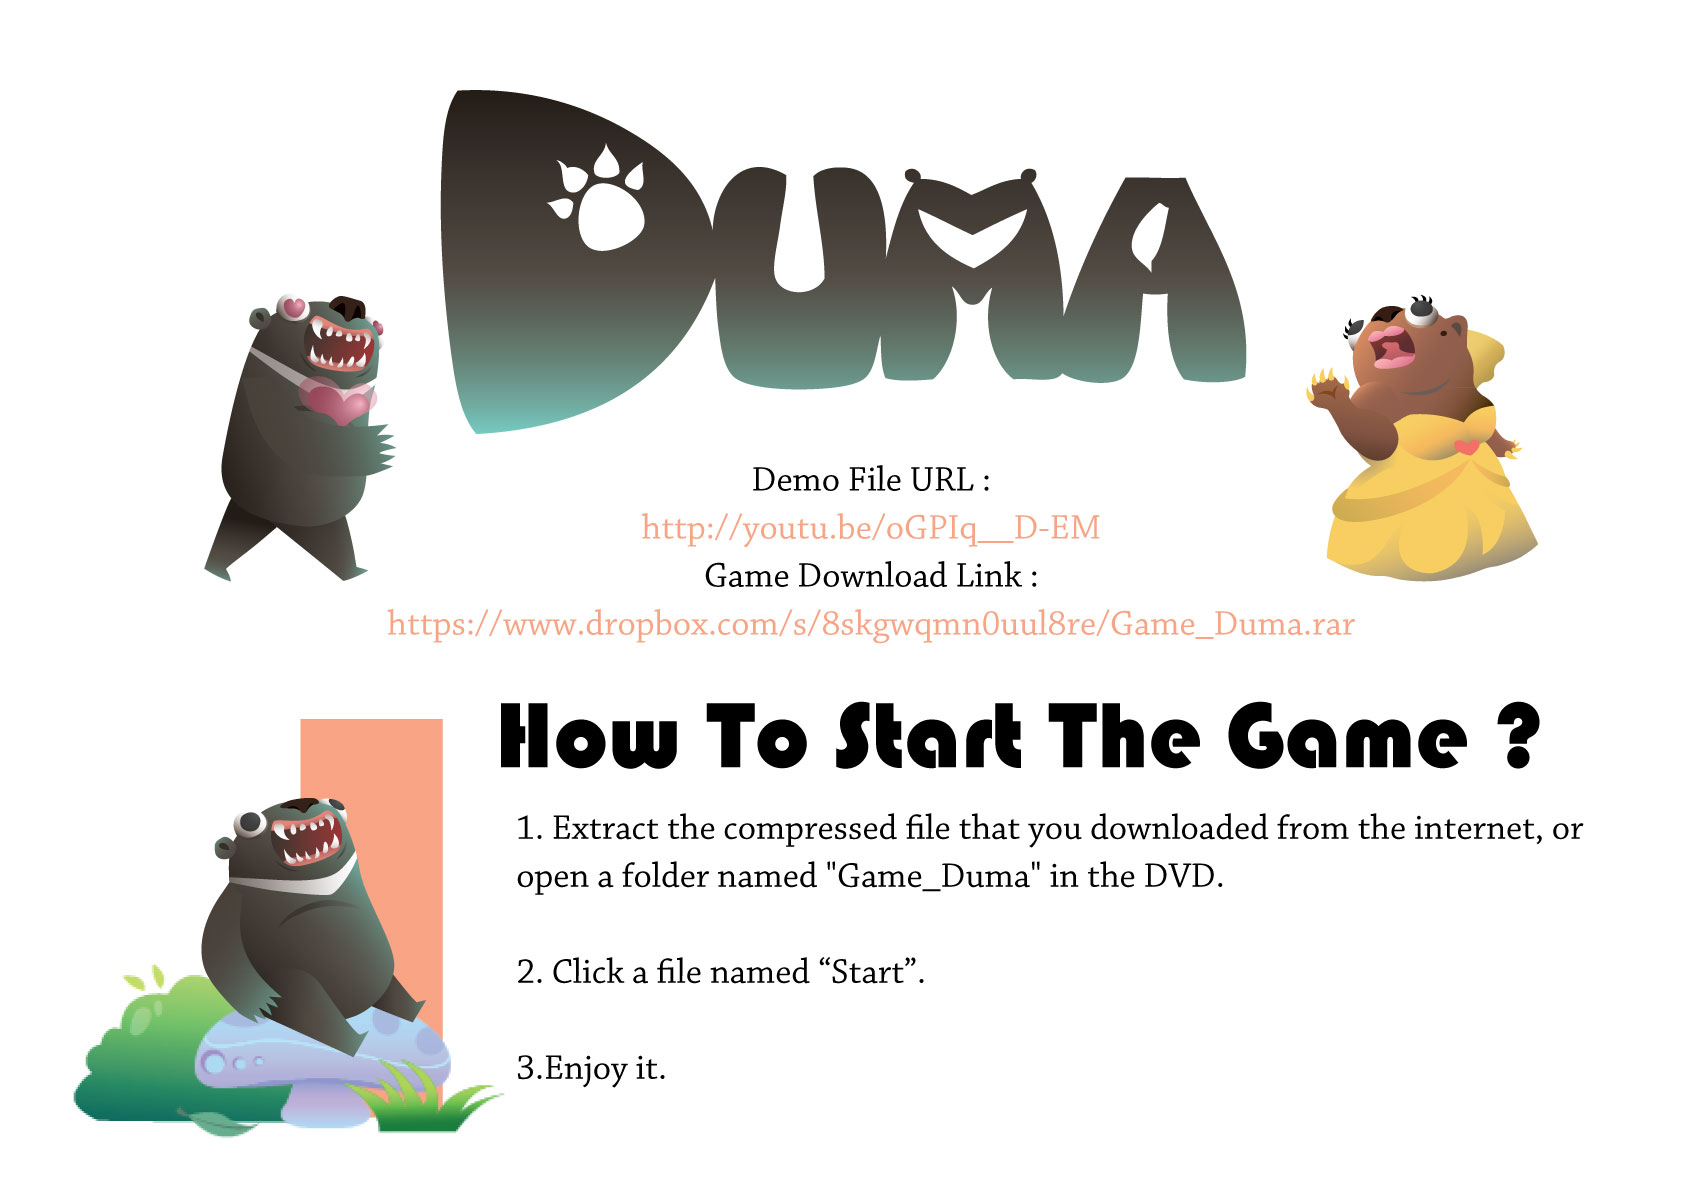 DUMA
Demo File URL :
http://youtu.be/oGPIq__D-EM
Game Download Link :
https://www.dropbox.com/s/8skgwqmn0uul8re/Game_Duma.rar
How To Start The Game ?
1. Extract the compressed file that you downloaded from the internet, or
open a folder named "Game_Duma" in the DVD.
2. Click a file named “Start”.
3.Enjoy it.